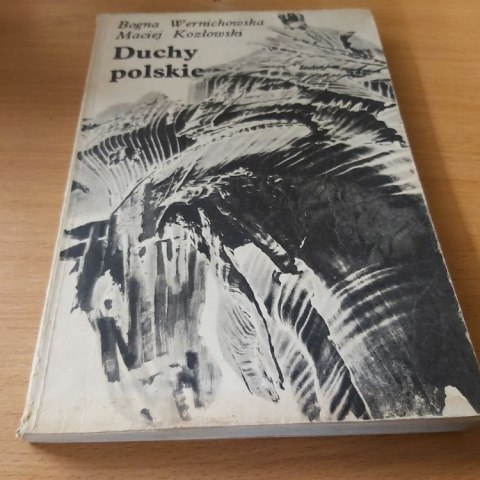 Bogna Wernichowska
Maciej Kozłowski
Duchy
polskie